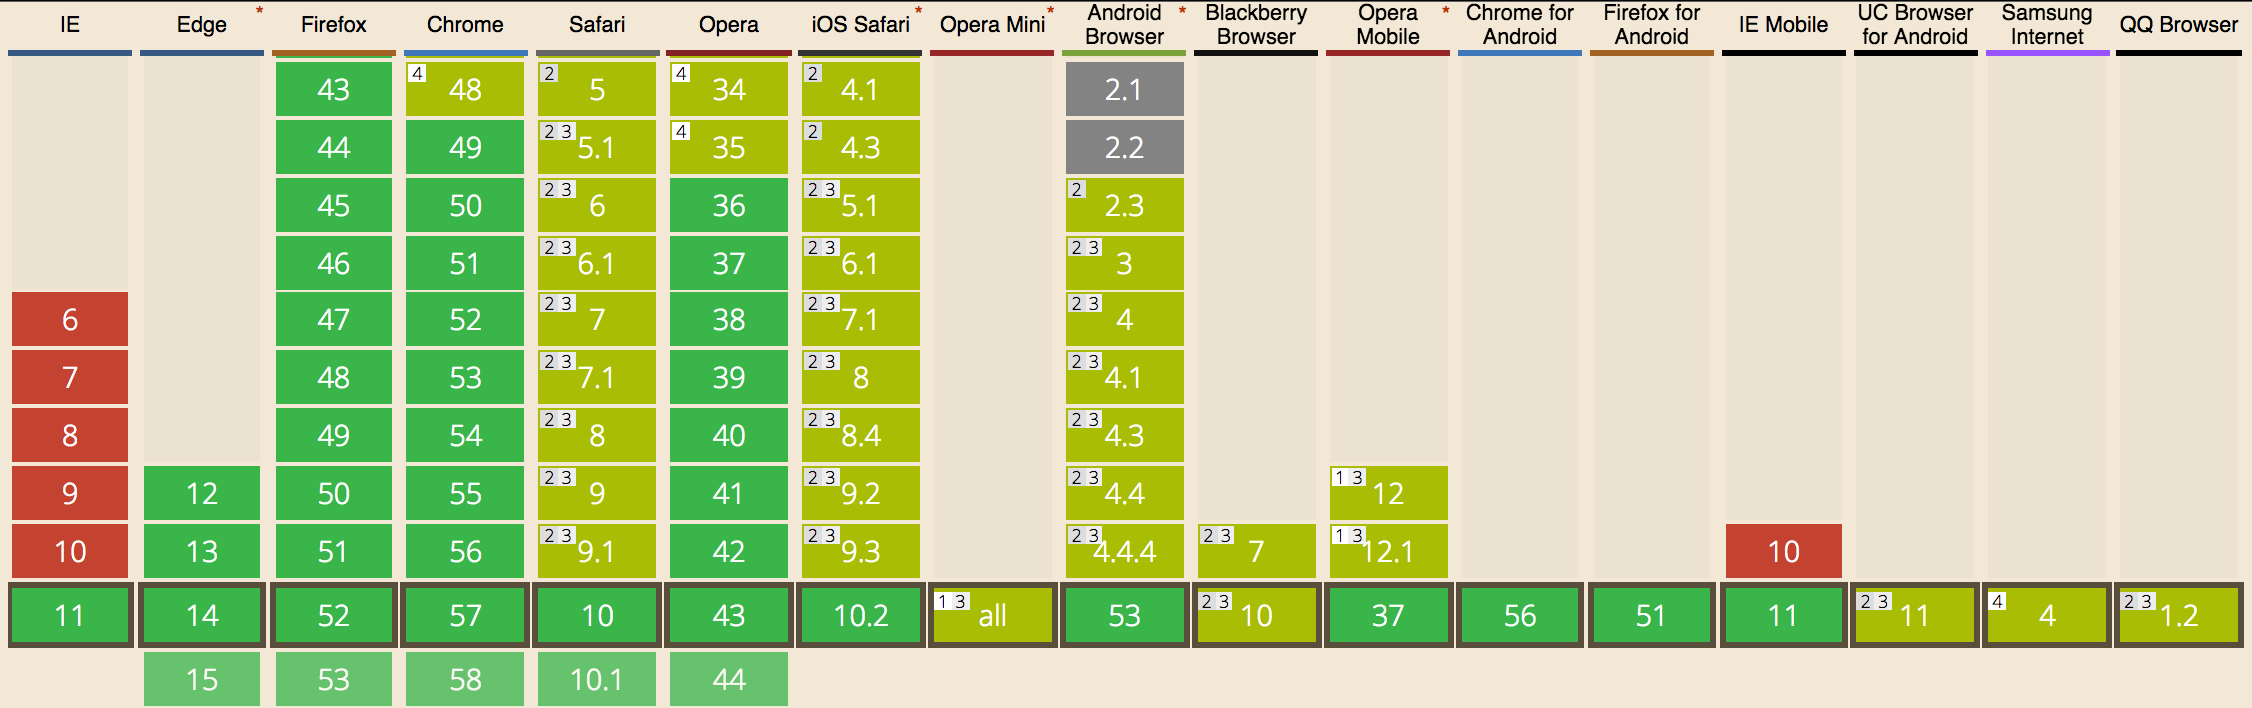 IE Edge * Firefox Chrome Safari Opera iOS Safari * Opera Mini * Android Browser * Blackberry Browser Opera Mobile * Chrome for Android Firefox for Android IE Mobile UC Browser for Android Samsung Internet QQ Browser
43 4 48 2 5 4 34 2 4.1 2.1
44 49 2 3 5.1 4 35 2 4.3 2.2
45 50 2 3 6 36 2 3 5.1 2 2.3
46 51 2 3 6.1 37 2 3 6.1 2 3 3
6 47 52 2 3 7 38 2 3 7.1 2 3 4
7 48 53 2 3 7.1 39 2 3 8 2 3 4.1
8 49 54 2 3 8 40 2 3 8.4 2 3 4.3
9 12 50 55 2 3 9 41 2 3 9.2 2 3 4.4 1 3 12
10 13 51 56 2 3 9.1 42 2 3 9.3 2 3 4.4.4 2 3 7 1 3 12.1 10
11 14 52 57 10 43 10.2 1 3 all 53 2 3 10 37 56 51 11 2 3 11 4 4 2 3 1.2
15 53 58 10.1 44